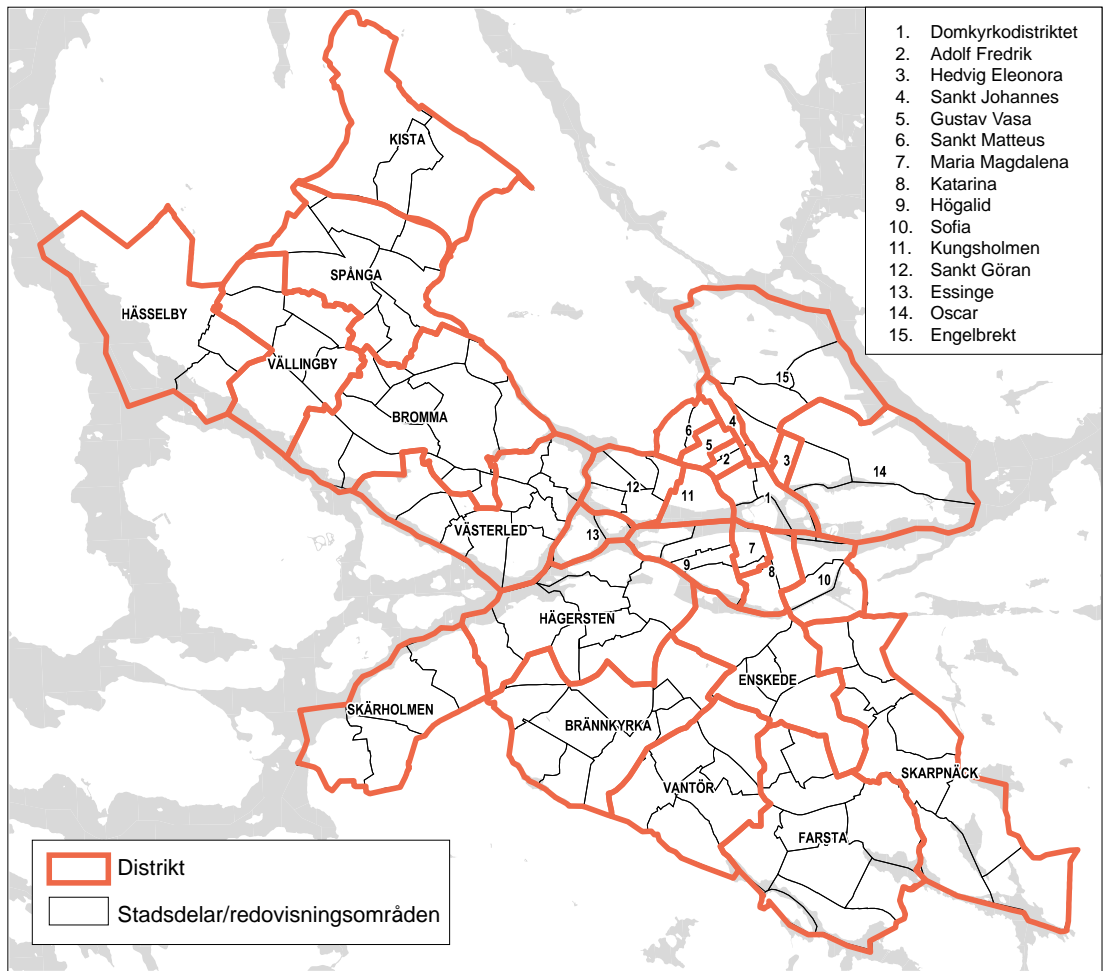 1. Domkyrkodistriktet
2. Adolf Fredrik
3. Hedvig Eleonora
4. Sankt Johannes
5. Gustav Vasa
6. Sankt Matteus
7. Maria Magdalena
8. Katarina
9. Högalid
10. Sofia
11. Kungsholmen
12. Sankt Göran
13. Essinge
14. Oscar
15. Engelbrekt
KISTA
SPÅNGA
HÄSSELBY
VÄLLINGBY
BROMMA
15
6
4
5
2
3
14
12
11
1
VÄSTERLED
13
7
9
8
10
HÄGERSTEN
ENSKEDE
SKÄRHOLMEN
BRÄNNKYRKA
SKARPNÄCK
VANTÖR
FARSTA
Distrikt
Stadsdelar/redovisningsområden